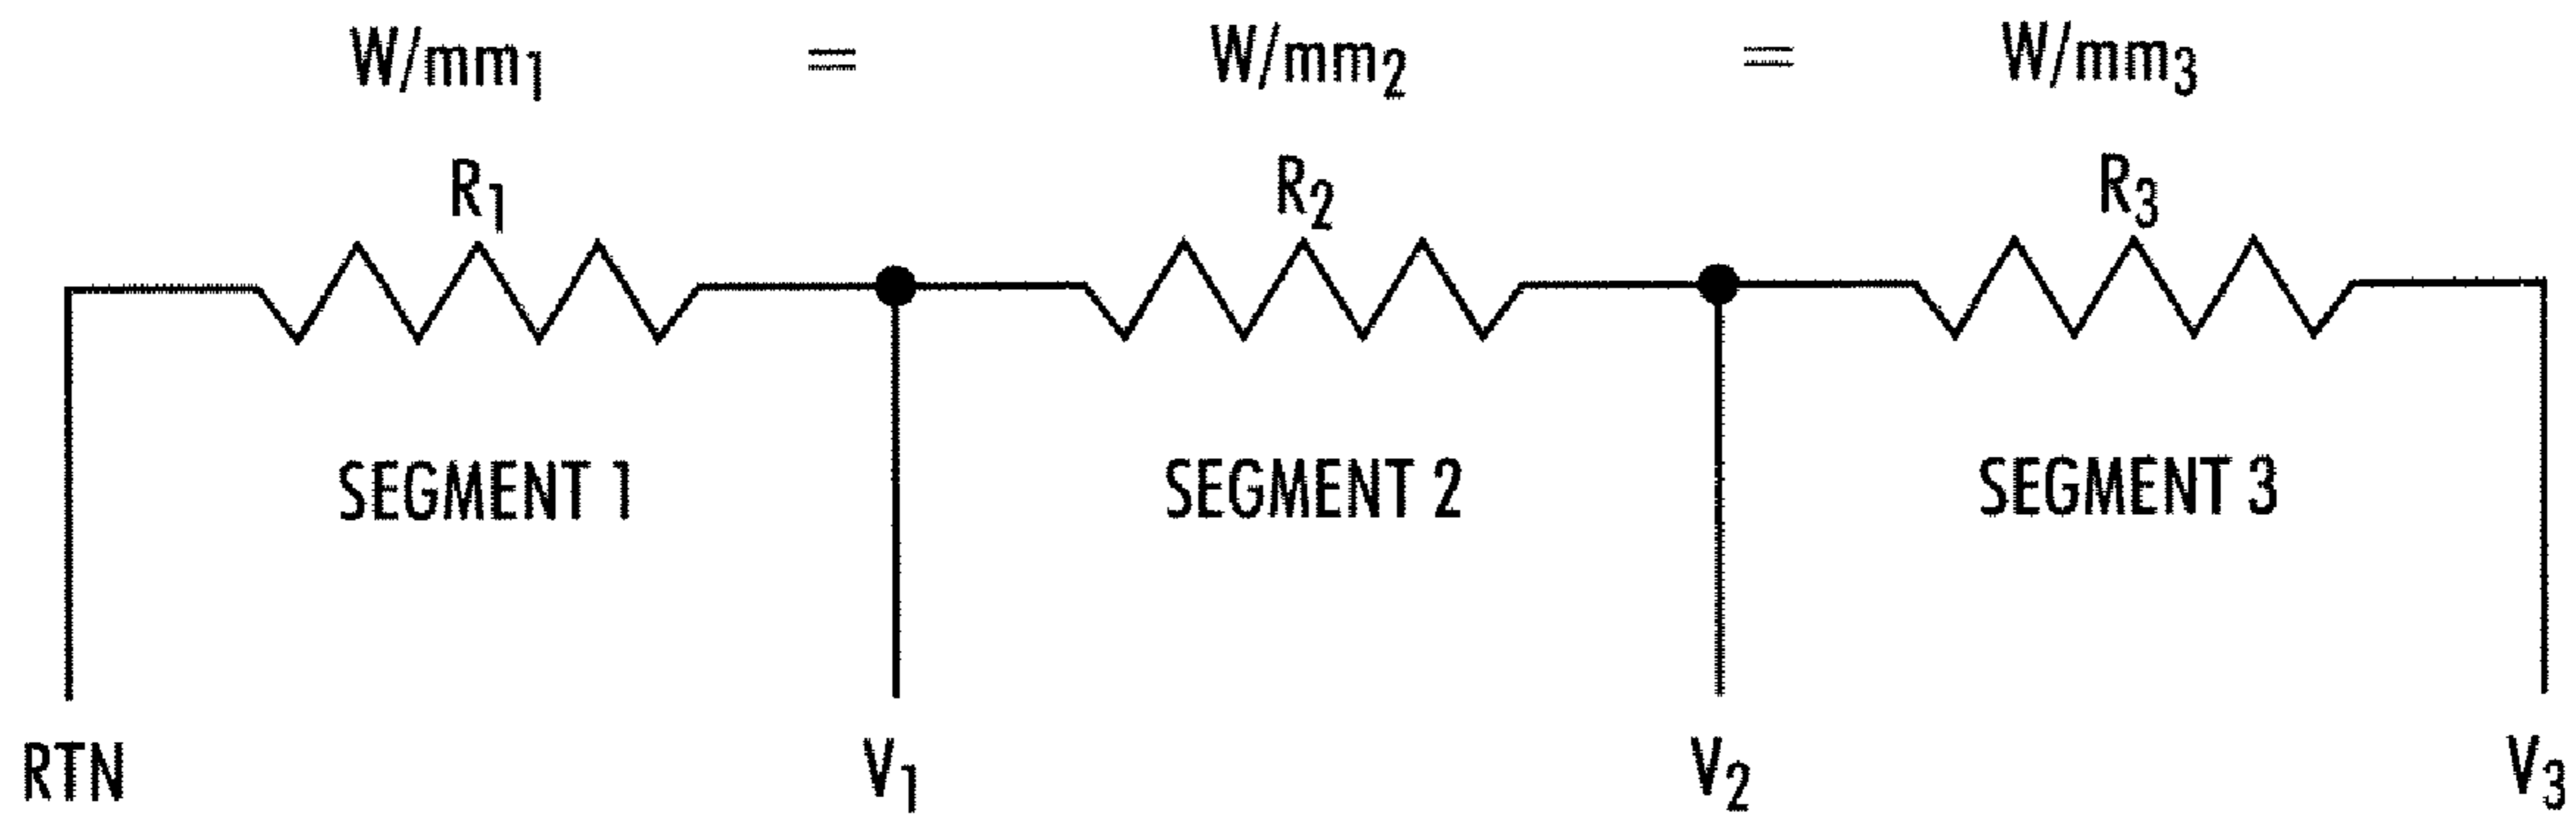 W/mm₁ = W/mm₂ = W/mm₃
R₁ R₂ R₃
SEGMENT 1 SEGMENT 2 SEGMENT 3
RTN V₁ V₂ V₃